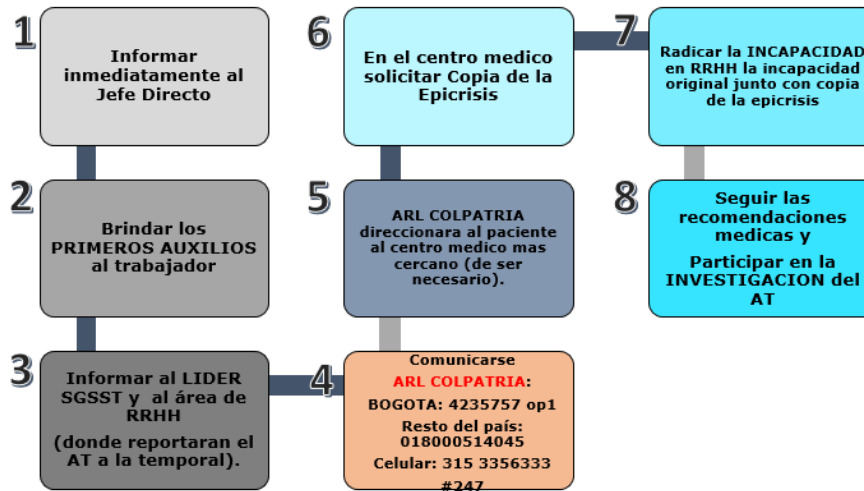 1
Informar
inmediatamente al
Jefe Directo
2
Brindar los
PRIMEROS AUXILIOS
al trabajador
3
Informar al LIDER
SGSST y al área de
RRHH
(donde reportaran el
AT a la temporal).
4
Comunicarse
ARL COLPATRIA:
BOGOTA: 4235757 op1
Resto del país:
018000514045
Celular: 315 3356333
#247
5
ARL COLPATRIA
direccionara al paciente
al centro medico mas
cercano (de ser
necesario).
6
En el centro medico
solicitar Copia de la
Epicrisis
7
Radicar la INCAPACIDAD
en RRHH la incapacidad
original junto con copia
de la epicrisis
8
Seguir las
recomendaciones
medicas y
Participar en la
INVESTIGACION del
AT